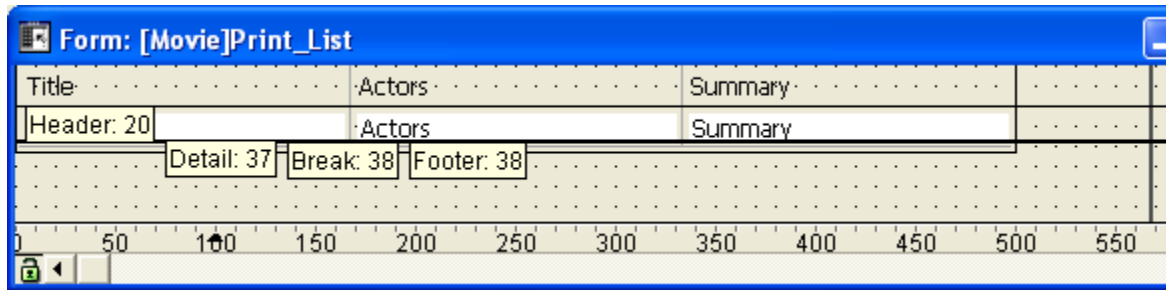 Form: [Movie]Print_List
Title Actors Summary
Header: 20 Actors Summary
Detail: 37 Break: 38 Footer: 38
0 50 100 150 200 250 300 350 400 450 500 550